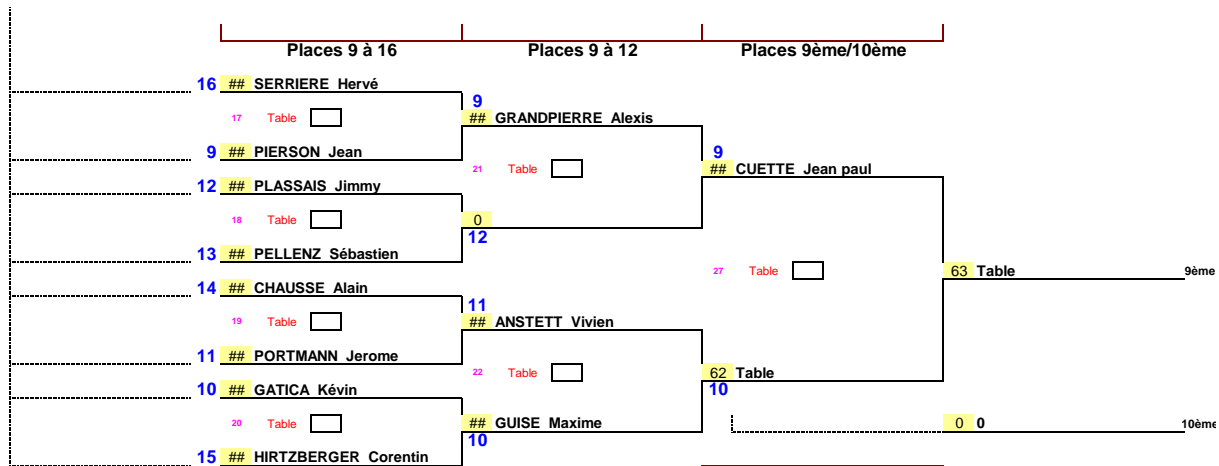 Places 9 à 16 Places 9 à 12 Places 9ème/10ème
16 ## SERRIERE Hervé
9
17 Table ## GRANDPIERRE Alexis
9 ## PIERSON Jean 9
21 Table ## CUETTE Jean paul
12 ## PLASSAIS Jimmy
18 Table 0
12
13 ## PELLENZ Sébastien
27 Table 63 Table 9ème
14 ## CHAUSSE Alain
11
19 Table ## ANSTETT Vivien
11 ## PORTMANN Jerome
22 Table 62 Table
10 ## GATICA Kévin 10
20 Table ## GUISE Maxime 0 0 10ème
10
15 ## HIRTZBERGER Corentin